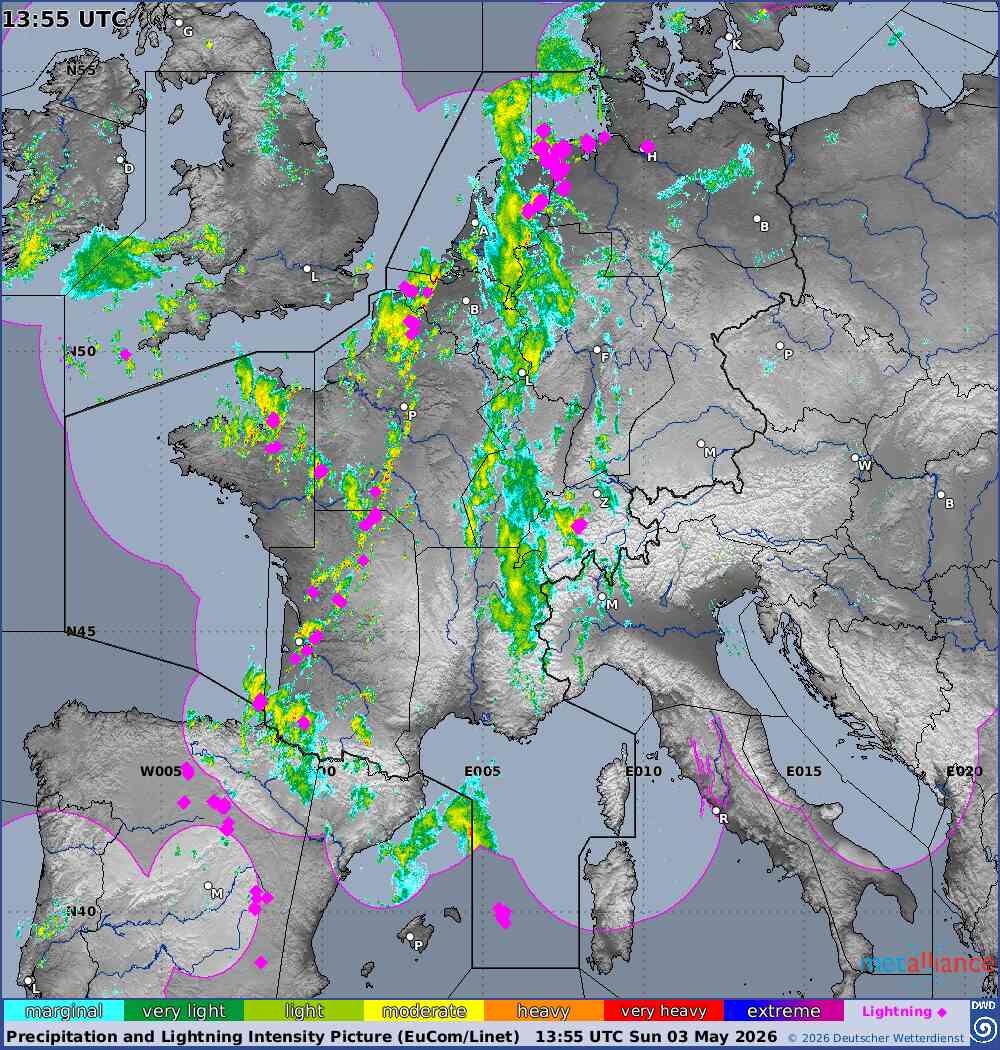 13:55 UTC
G
K
N55
D
H
B
A
L
B
N50
P
F
L
P
M
W
Z
B
M
N45
W005
00
E005
E010
E015
E020
R
M
N40
P
L
metalliance
marginal very light light moderate heavy very heavy extreme Lightning
DWD
Precipitation and Lightning Intensity Picture (EuCom/Linet) 13:55 UTC Sun 03 May 2026 © 2026 Deutscher Wetterdienst